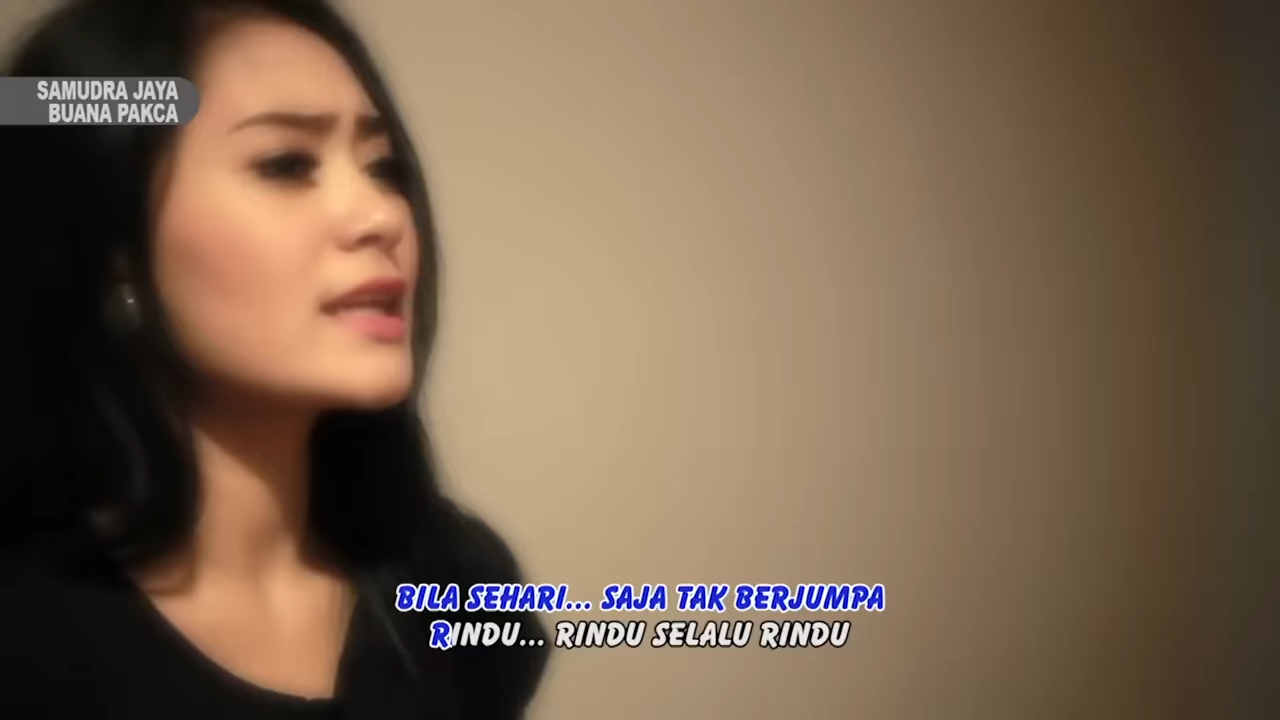 SAMUDRA JAYA
BUANA PAKCA
BILA SEHARI... SAJA TAK BERJUMPA
RINDU... RINDU SELALU RINDU